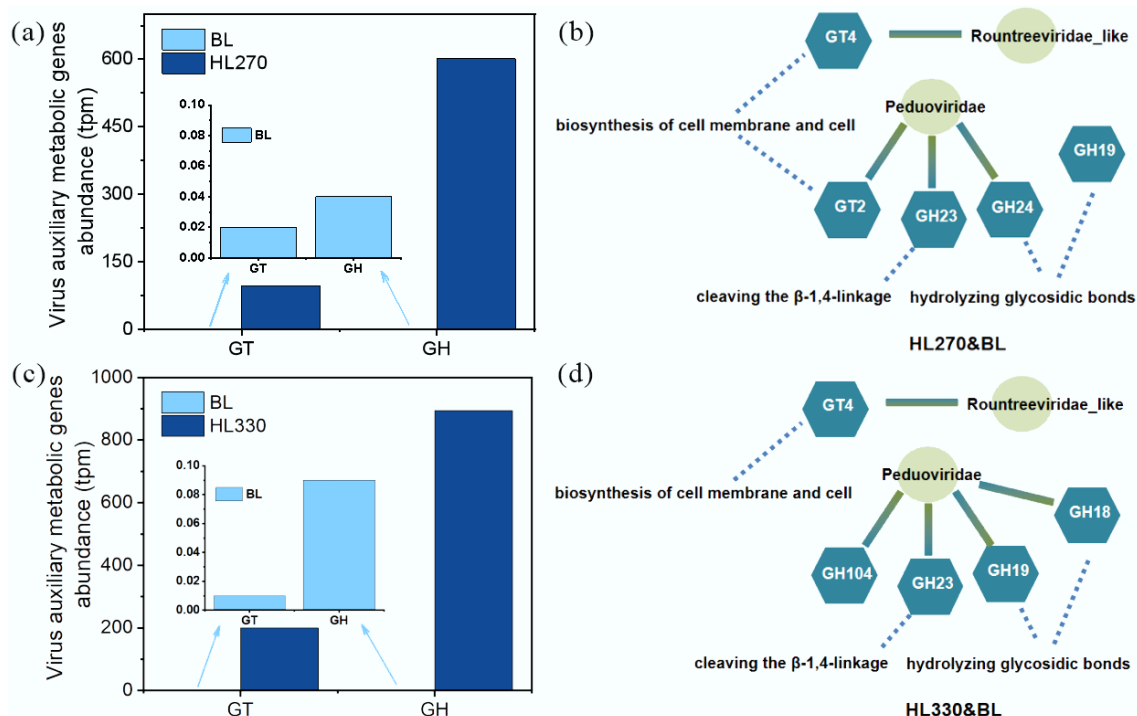 (a)
Virus auxiliary metabolic genes
abundance (tpm)
600
450
300
150
0
BL
HL270
0.10
0.08
0.06
0.04
0.02
0.00
BL
GT
GH
GT
GH
(b)
GT4
Rountreeviridae_like
Peduoviridae
biosynthesis of cell membrane and cell
GH19
GT2
GH23
GH24
cleaving the β-1,4-linkage
hydrolyzing glycosidic bonds
HL270&BL
(c)
Virus auxiliary metabolic genes
abundance (tpm)
1000
800
600
400
200
0
BL
HL330
0.10
0.08
0.06
0.04
0.02
0.00
BL
GT
GH
GT
GH
(d)
GT4
Rountreeviridae_like
Peduoviridae
biosynthesis of cell membrane and cell
GH18
GH104
GH23
GH19
cleaving the β-1,4-linkage
hydrolyzing glycosidic bonds
HL330&BL